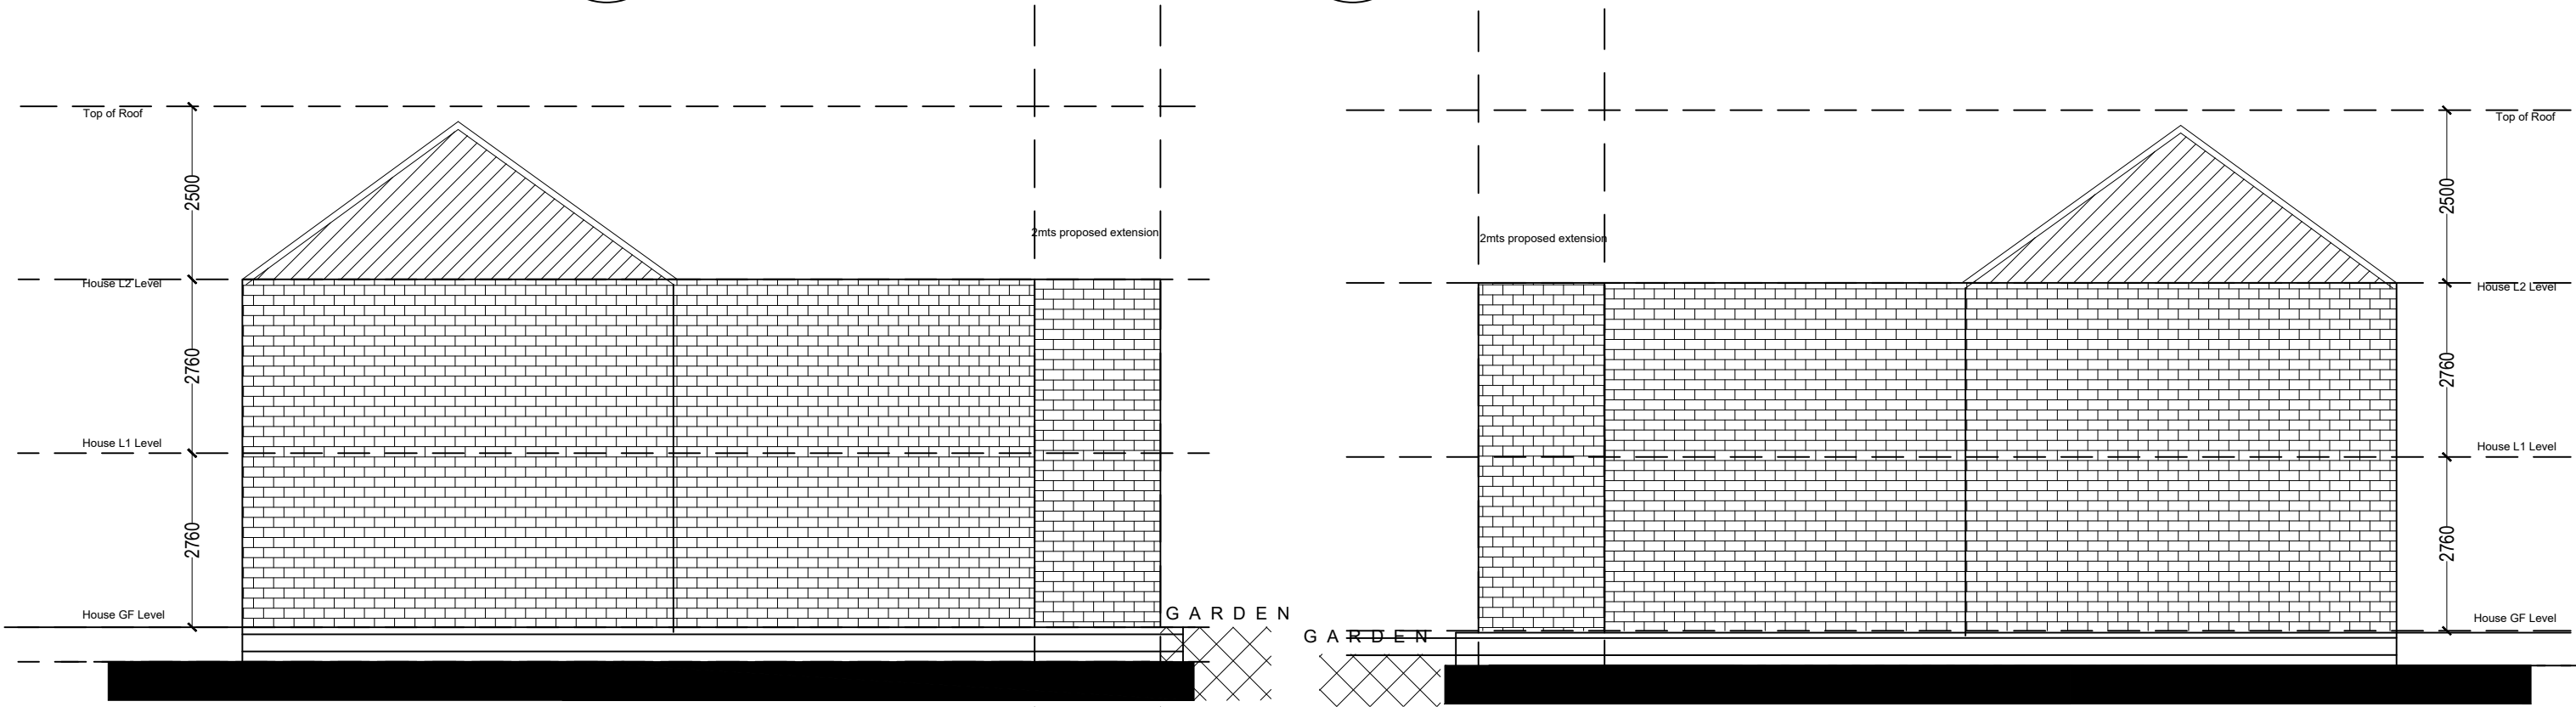 Top of Roof
2500
2mts proposed extension
House L2 Level
2760
House L1 Level
2760
House GF Level
GARDEN
Top of Roof
2500
2mts proposed extension
House L2 Level
2760
House L1 Level
2760
House GF Level
GARDEN